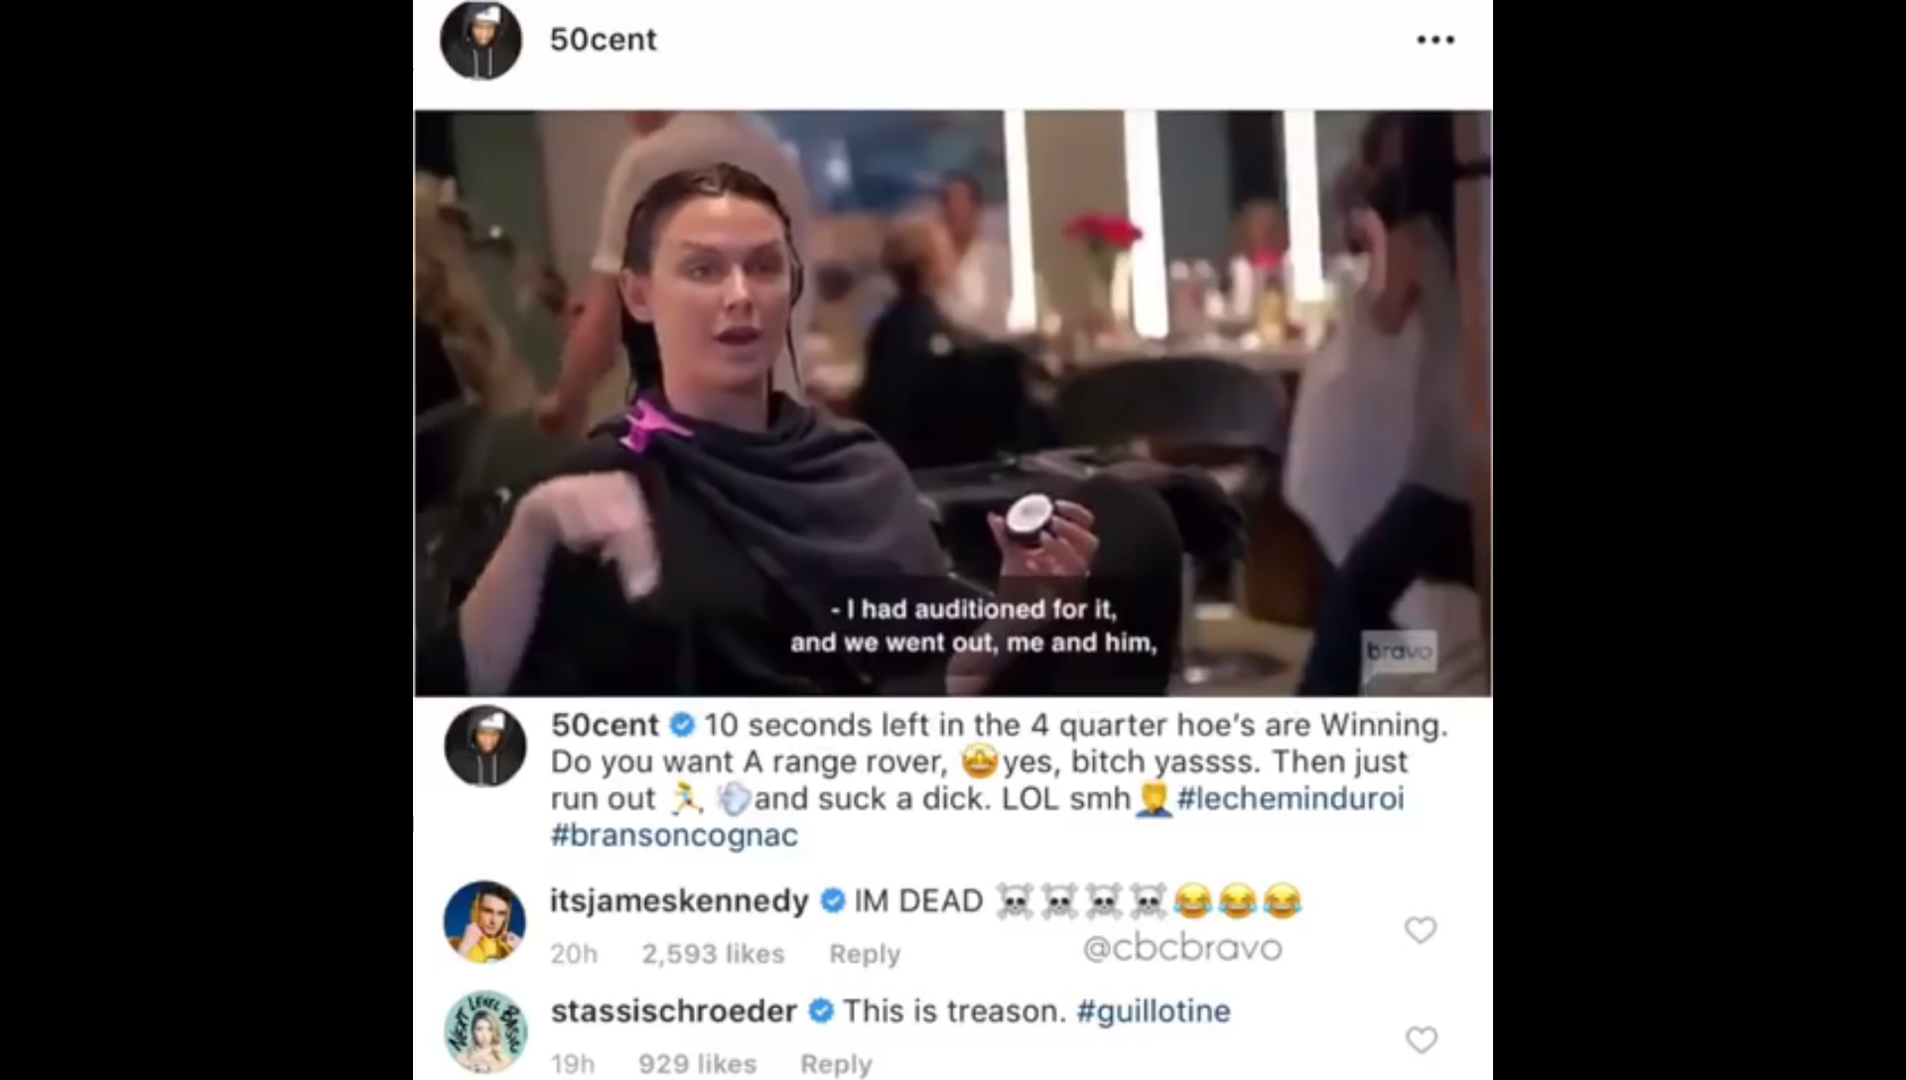 50cent
- I had auditioned for it,
and we went out, me and him,
bravo
50cent 10 seconds left in the 4 quarter hoe's are Winning.
Do you want A range rover, 🤩yes, bitch yassss. Then just
run out 🏃💨and suck a dick. LOL smh🤦‍♂️#lecheminduroi
#bransoncognac
itsjameskennedy IM DEAD ☠️☠️☠️☠️😂😂😂
20h 2,593 likes Reply
@cbcbravo
NEXT LEVEL BASIC
stassischroeder This is treason. #guillotine
19h 929 likes Reply